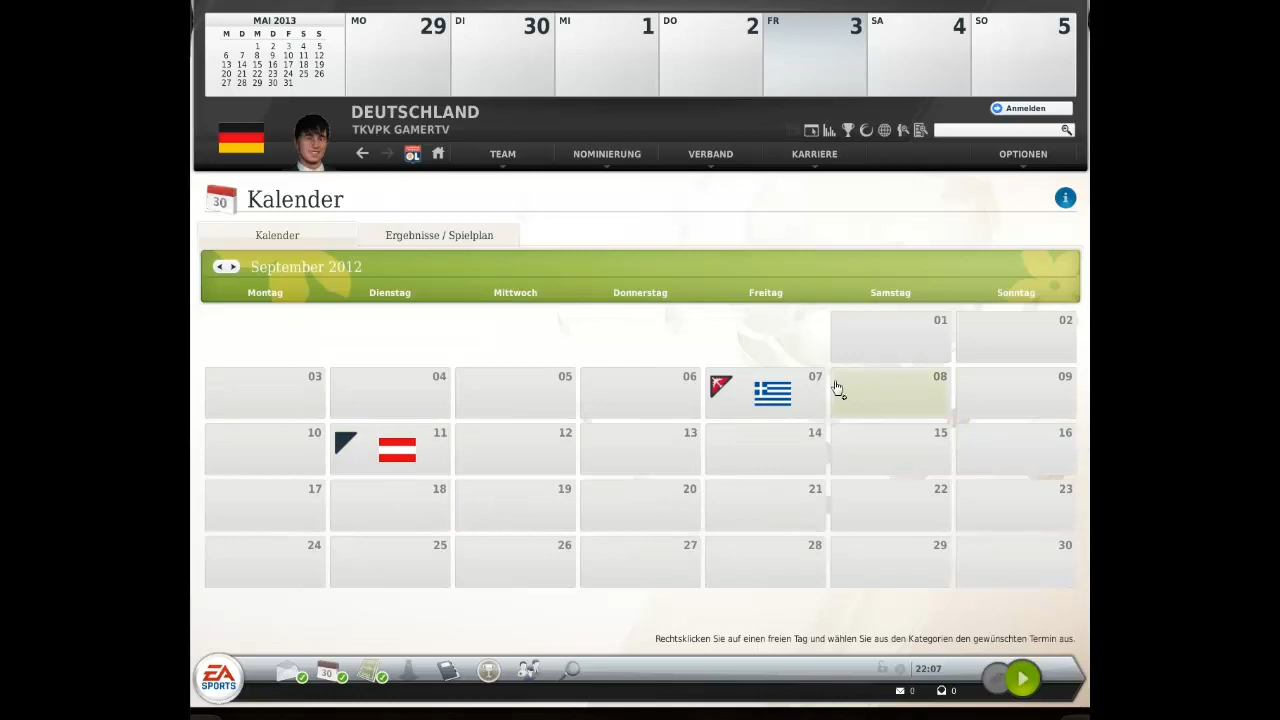 MAI 2013
M D M D F S S
1 2 3 4 5
6 7 8 9 10 11 12
13 14 15 16 17 18 19
20 21 22 23 24 25 26
27 28 29 30 31
MO 29 DI 30 MI 1 DO 2 FR 3 SA 4 SO 5
DEUTSCHLAND
TKVPK GAMERTV
Anmelden
OL
TEAM NOMINIERUNG VERBAND KARRIERE OPTIONEN
30 Kalender i
Kalender Ergebnisse / Spielplan
September 2012
Montag Dienstag Mittwoch Donnerstag Freitag Samstag Sonntag
01 02
03 04 05 06 07 08 09
10 11 12 13 14 15 16
17 18 19 20 21 22 23
24 25 26 27 28 29 30
Rechtsklicken Sie auf einen freien Tag und wählen Sie aus den Kategorien den gewünschten Termin aus.
EA SPORTS
30
22:07
0 0